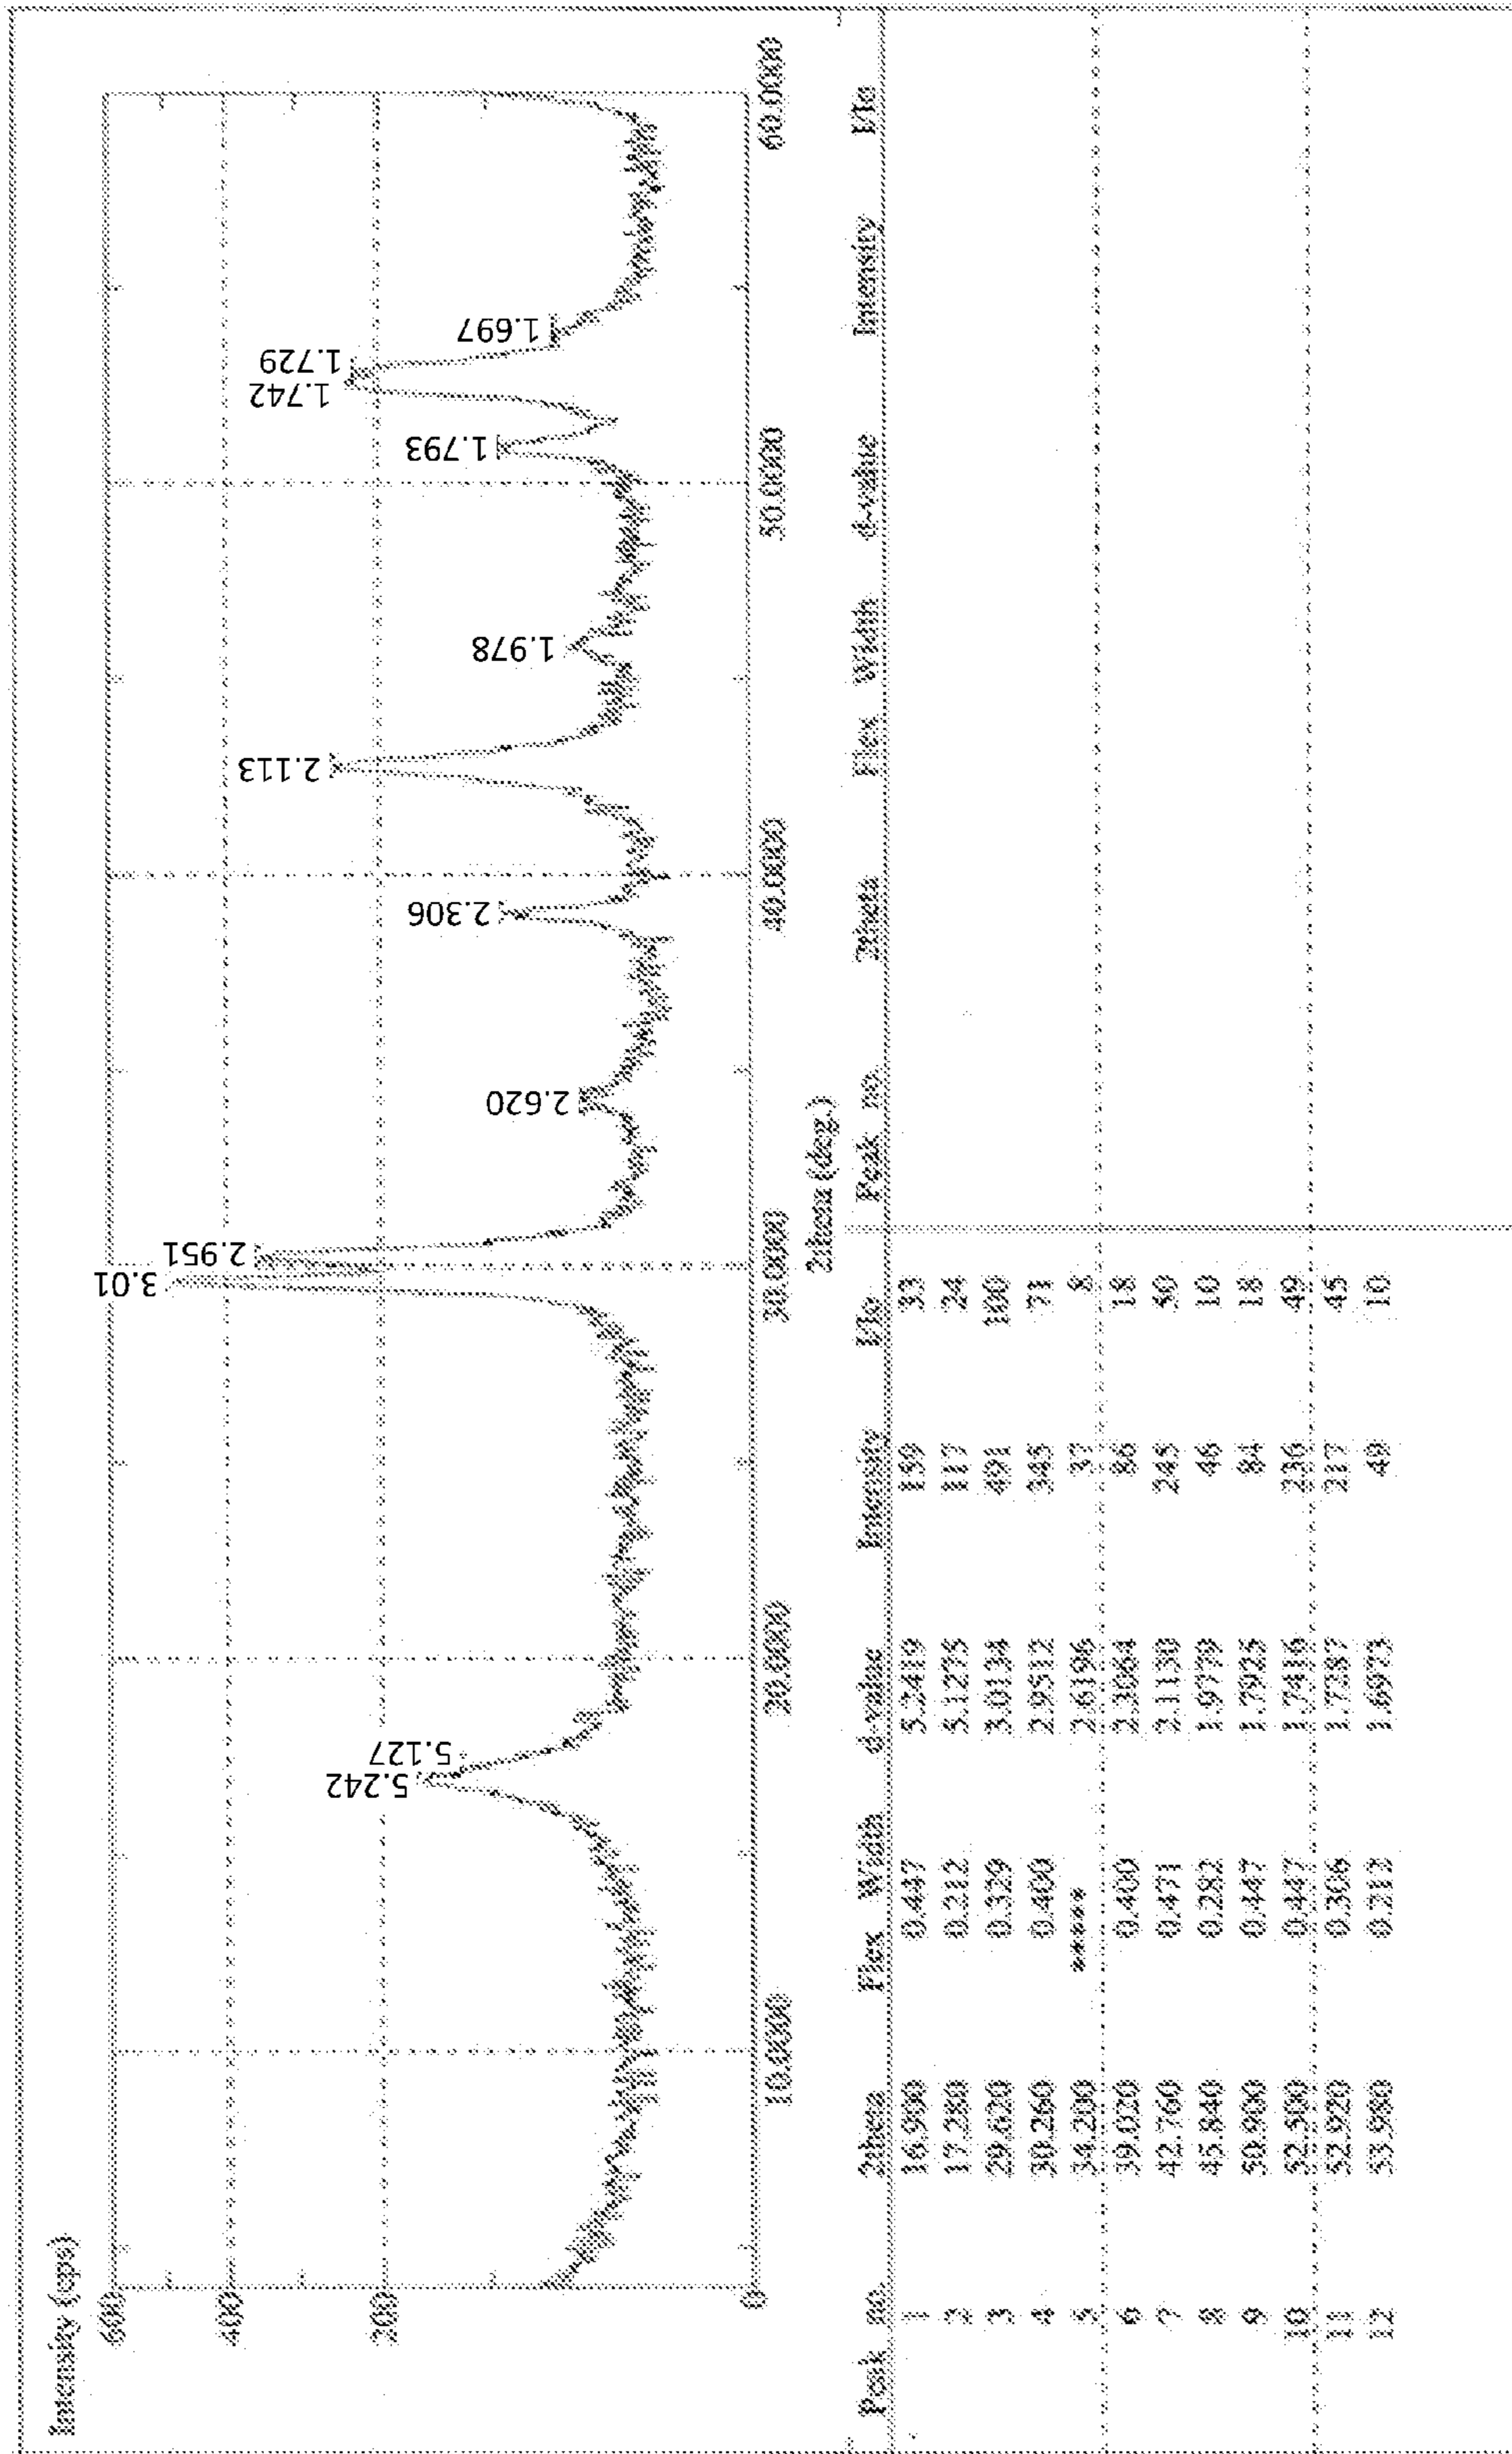 Intensity (cps)
600
400
200
0
5.242
5.127
3.01
2.951
2.620
2.306
2.113
1.978
1.793
1.742
1.729
1.697
10.0000 20.0000 30.0000 40.0000 50.0000 60.0000
2theta (deg.)
Peak no. 2theta Flex Width d-value Intensity I/Io Peak no. 2theta Flex Width d-value Intensity I/Io
1 16.900 0.447 5.2419 159 33
2 17.280 0.212 5.1275 117 24
3 29.620 0.329 3.0134 491 100
4 30.260 0.400 2.9512 345 71
5 34.200 ***** 2.6196 37 8
6 39.020 0.400 2.3064 86 18
7 42.760 0.471 2.1130 245 50
8 45.840 0.282 1.9779 46 10
9 50.900 0.447 1.7925 84 18
10 52.500 0.447 1.7416 236 49
11 52.920 0.306 1.7287 217 45
12 53.980 0.212 1.6973 49 10